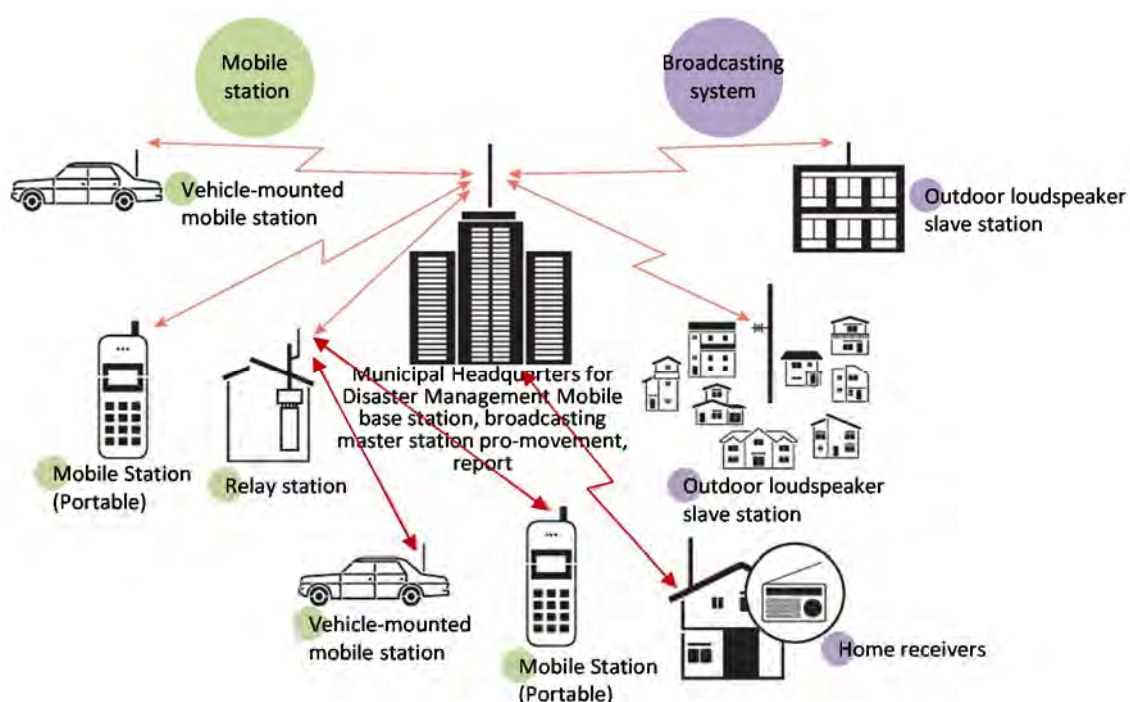 Mobile
station
Broadcasting
system
Vehicle-mounted
mobile station
Outdoor loudspeaker
slave station
Municipal Headquarters for
Disaster Management Mobile
base station, broadcasting
master station pro-movement,
report
Mobile Station
(Portable)
Relay station
Outdoor loudspeaker
slave station
Vehicle-mounted
mobile station
Mobile Station
(Portable)
Home receivers